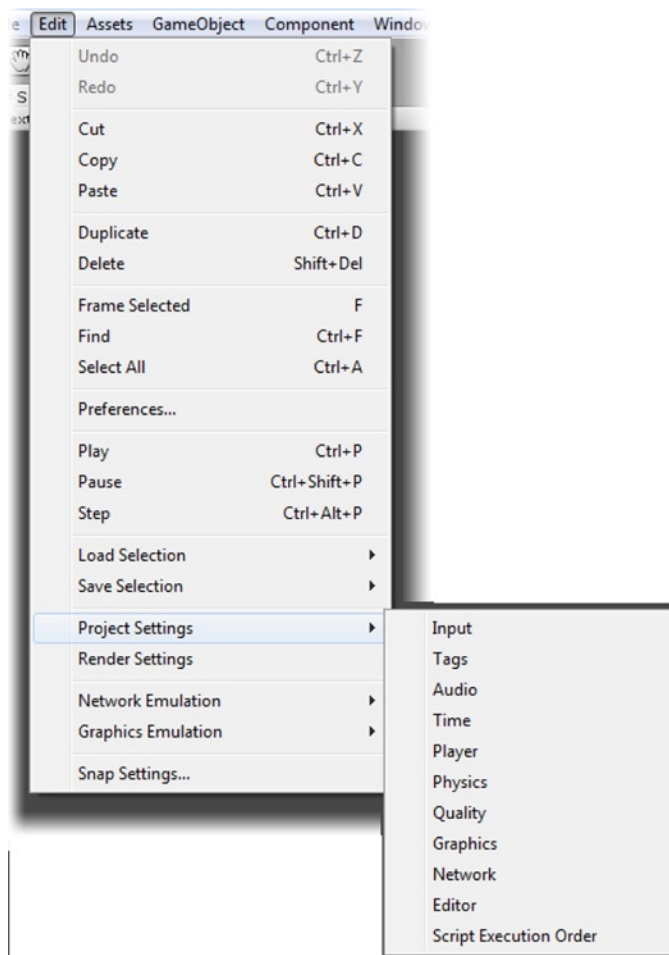 e Edit Assets GameObject Component Window
S
ext
Undo Ctrl+Z
Redo Ctrl+Y
Cut Ctrl+X
Copy Ctrl+C
Paste Ctrl+V
Duplicate Ctrl+D
Delete Shift+Del
Frame Selected F
Find Ctrl+F
Select All Ctrl+A
Preferences...
Play Ctrl+P
Pause Ctrl+Shift+P
Step Ctrl+Alt+P
Load Selection
Save Selection
Project Settings
Render Settings
Network Emulation
Graphics Emulation
Snap Settings...
Input
Tags
Audio
Time
Player
Physics
Quality
Graphics
Network
Editor
Script Execution Order